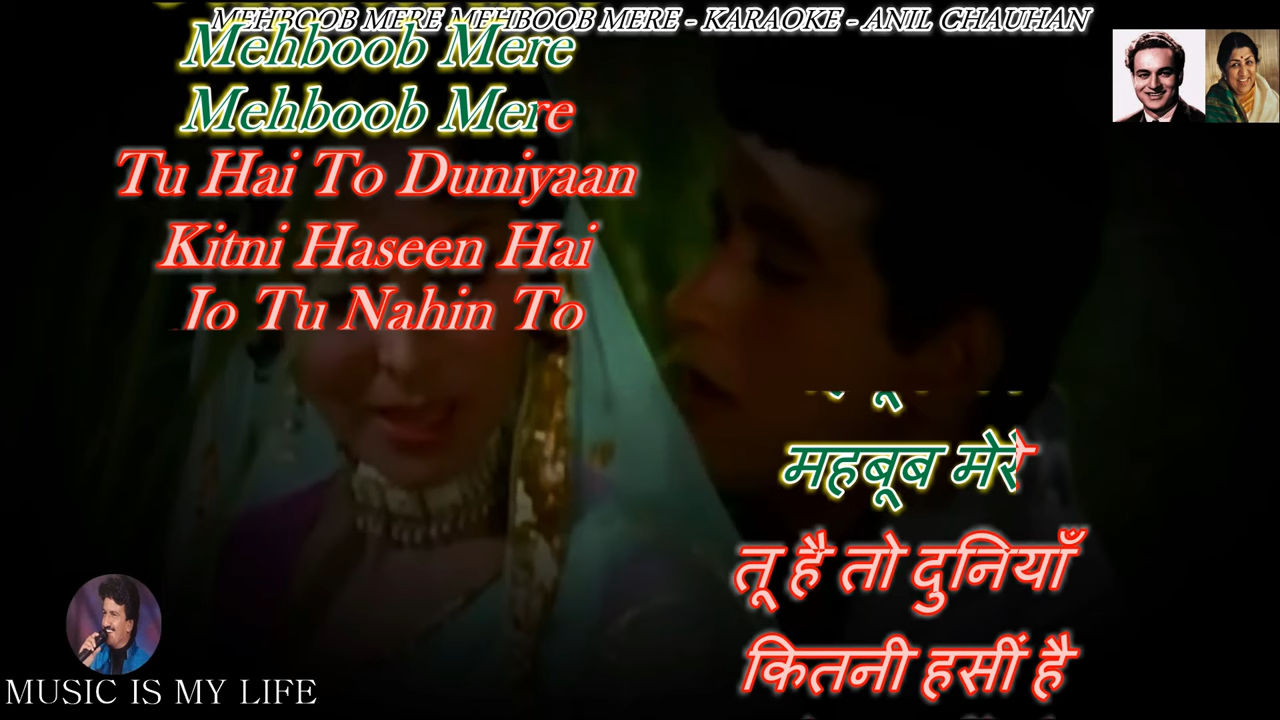 MEHBOOB MERE MEHBOOB MERE - KARAOKE - ANIL CHAUHAN
Mehboob Mere
Mehboob Mere
Tu Hai To Duniyaan
Kitni Haseen Hai
Jo Tu Nahin To
महबूब मेरे
तू है तो दुनियाँ
कितनी हसीं है
MUSIC IS MY LIFE